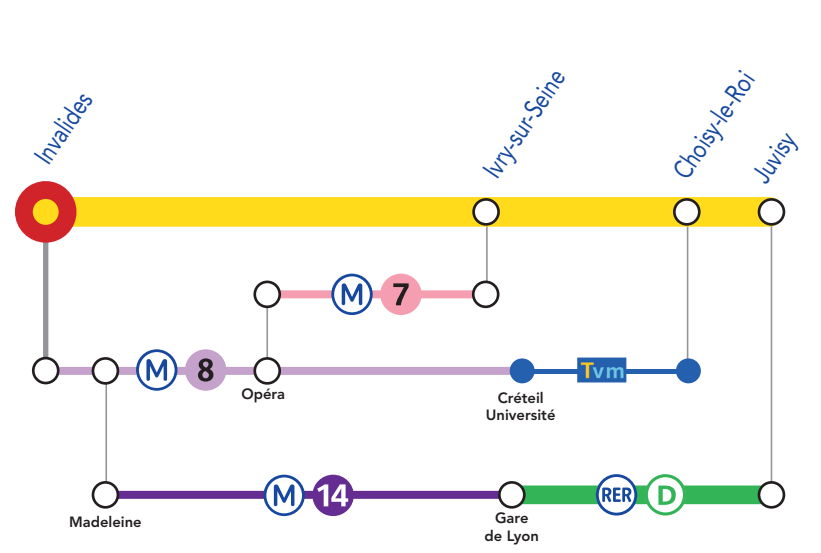 Invalides
Ivry-sur-Seine
Choisy-le-Roi
Juvisy
M 7
M 8
Opéra
Tvm
Créteil
Université
M 14
RER D
Madeleine
Gare
de Lyon